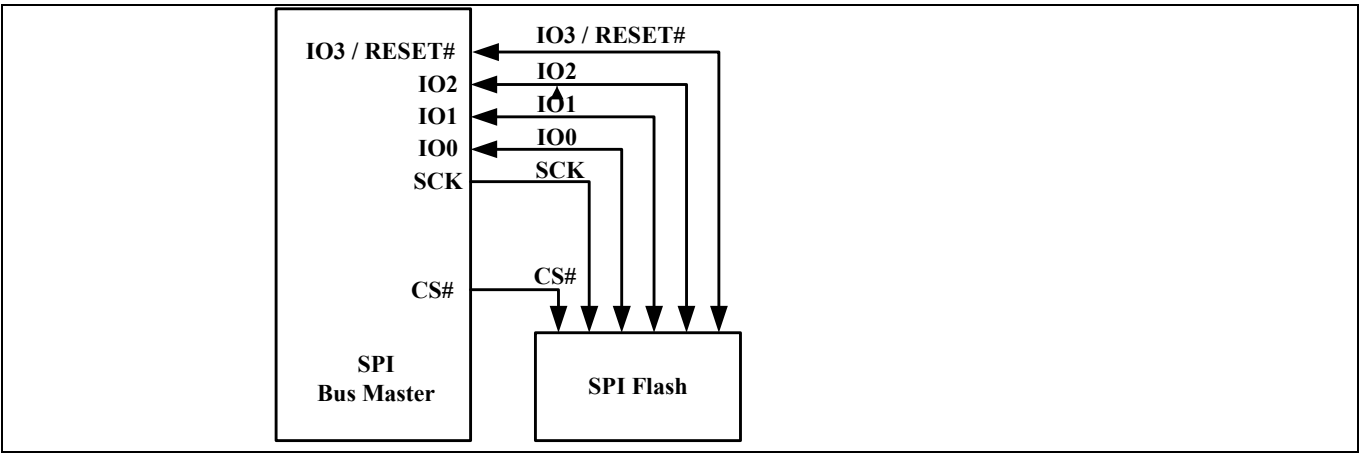 IO3 / RESET#
IO3 / RESET#
IO2
IO2
IO1
IO1
IO0
IO0
SCK
SCK
CS#
CS#
SPI
Bus Master
SPI Flash